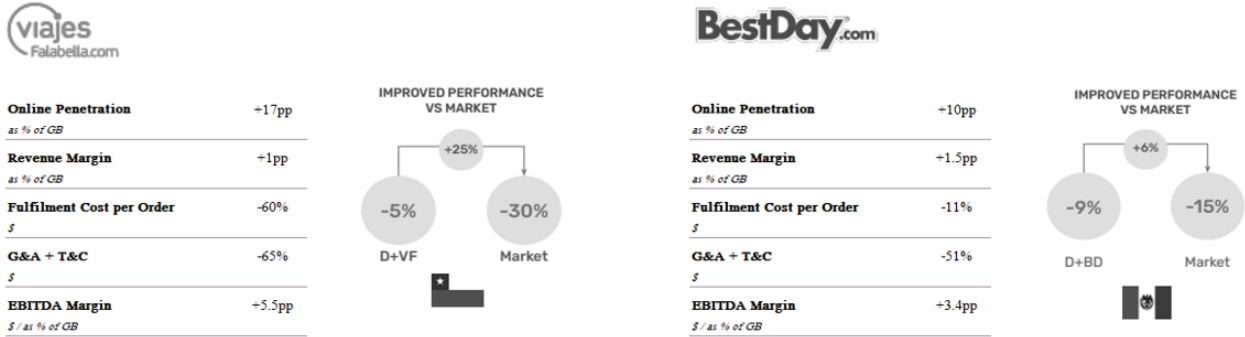 viajes
Falabella.com
Online Penetration +17pp
as % of GB
Revenue Margin +1pp
as % of GB
Fulfilment Cost per Order -60%
$
G&A + T&C -65%
$
EBITDA Margin +5.5pp
$ / as % of GB
IMPROVED PERFORMANCE
VS MARKET
+25%
-5% -30%
D+VF Market
BestDay.com
Online Penetration +10pp
as % of GB
Revenue Margin +1.5pp
as % of GB
Fulfilment Cost per Order -11%
$
G&A + T&C -51%
$
EBITDA Margin +3.4pp
$ / as % of GB
IMPROVED PERFORMANCE
VS MARKET
+6%
-9% -15%
D+BD Market